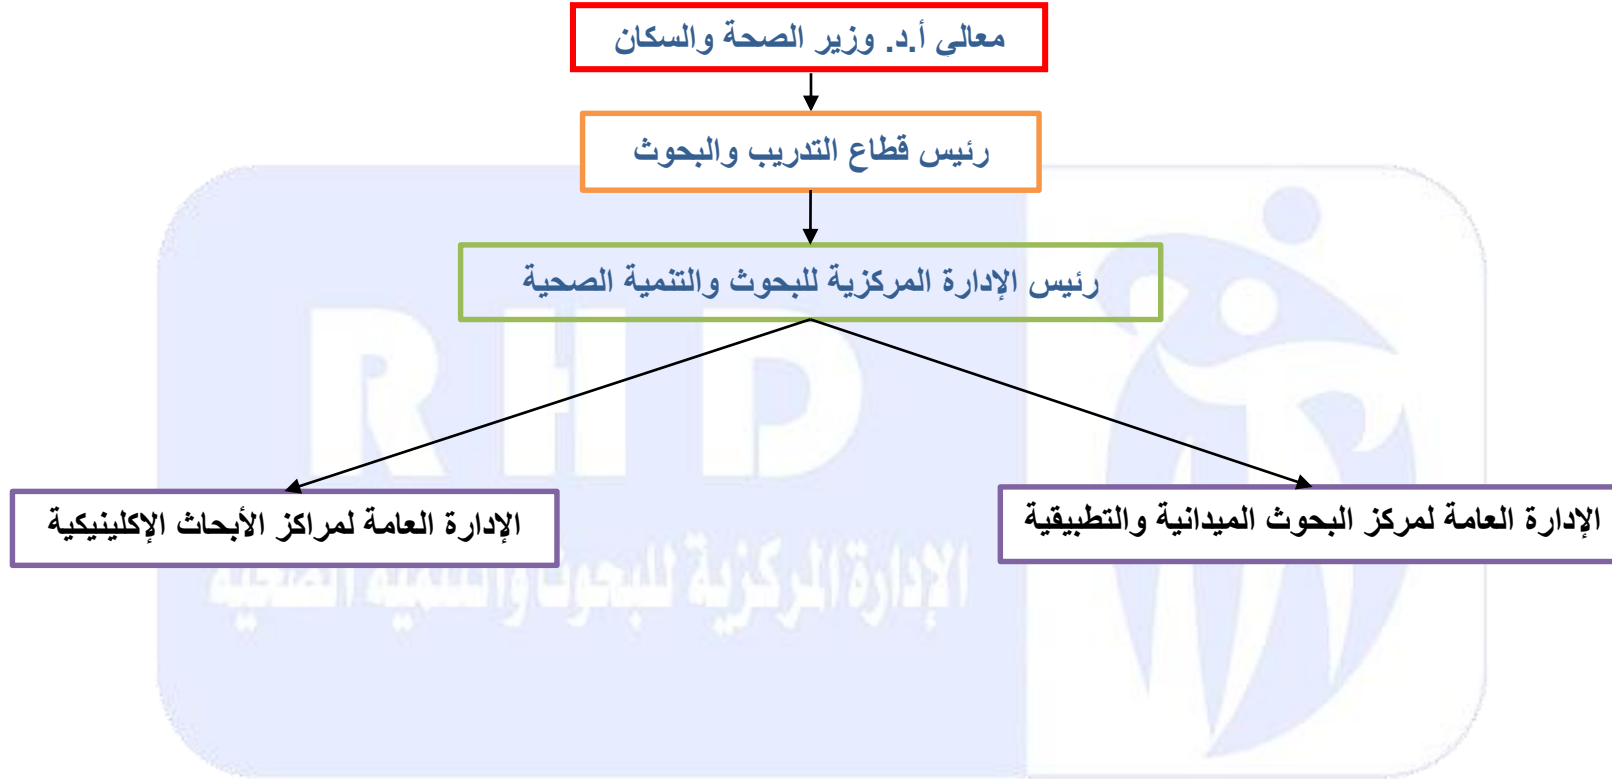 معالي أ.د. وزير الصحة والسكان
رئيس قطاع التدريب والبحوث
رئيس الإدارة المركزية للبحوث والتنمية الصحية
RHD
الإدارة العامة لمركز البحوث الميدانية والتطبيقية
الإدارة العامة لمراكز الأبحاث الإكلينيكية
الإدارة المركزية للبحوث والتنمية الصحية